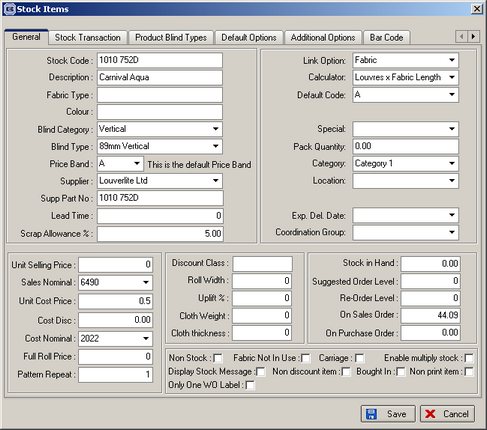 Stock Items
General Stock Transaction Product Blind Types Default Options Additional Options Bar Code
Stock Code : 1010 752D
Description : Carnival Aqua
Fabric Type :
Colour :
Blind Category : Vertical
Blind Type : 89mm Vertical
Price Band : A This is the default Price Band
Supplier : Louverlite Ltd
Supp Part No : 1010 752D
Lead Time : 0
Scrap Allowance % : 5.00
Link Option: Fabric
Calculator: Louvres x Fabric Length
Default Code: A
Special:
Pack Quantity: 0.00
Category: Category 1
Location:
Exp. Del. Date:
Coordination Group:
Unit Selling Price : 0
Sales Nominal : 6490
Unit Cost Price : 0.5
Cost Disc : 0.00
Cost Nominal : 2022
Full Roll Price : 0
Pattern Repeat : 1
Discount Class :
Roll Width : 0
Uplift % : 0
Cloth Weight : 0
Cloth thickness : 0
Stock in Hand : 0.00
Suggested Order Level : 0
Re-Order Level : 0
On Sales Order : 44.09
On Purchase Order : 0.00
Non Stock : Fabric Not In Use : Carriage : Enable multiply stock :
Display Stock Message : Non discount item : Bought In : Non print item :
Only One WO Label :
Save Cancel